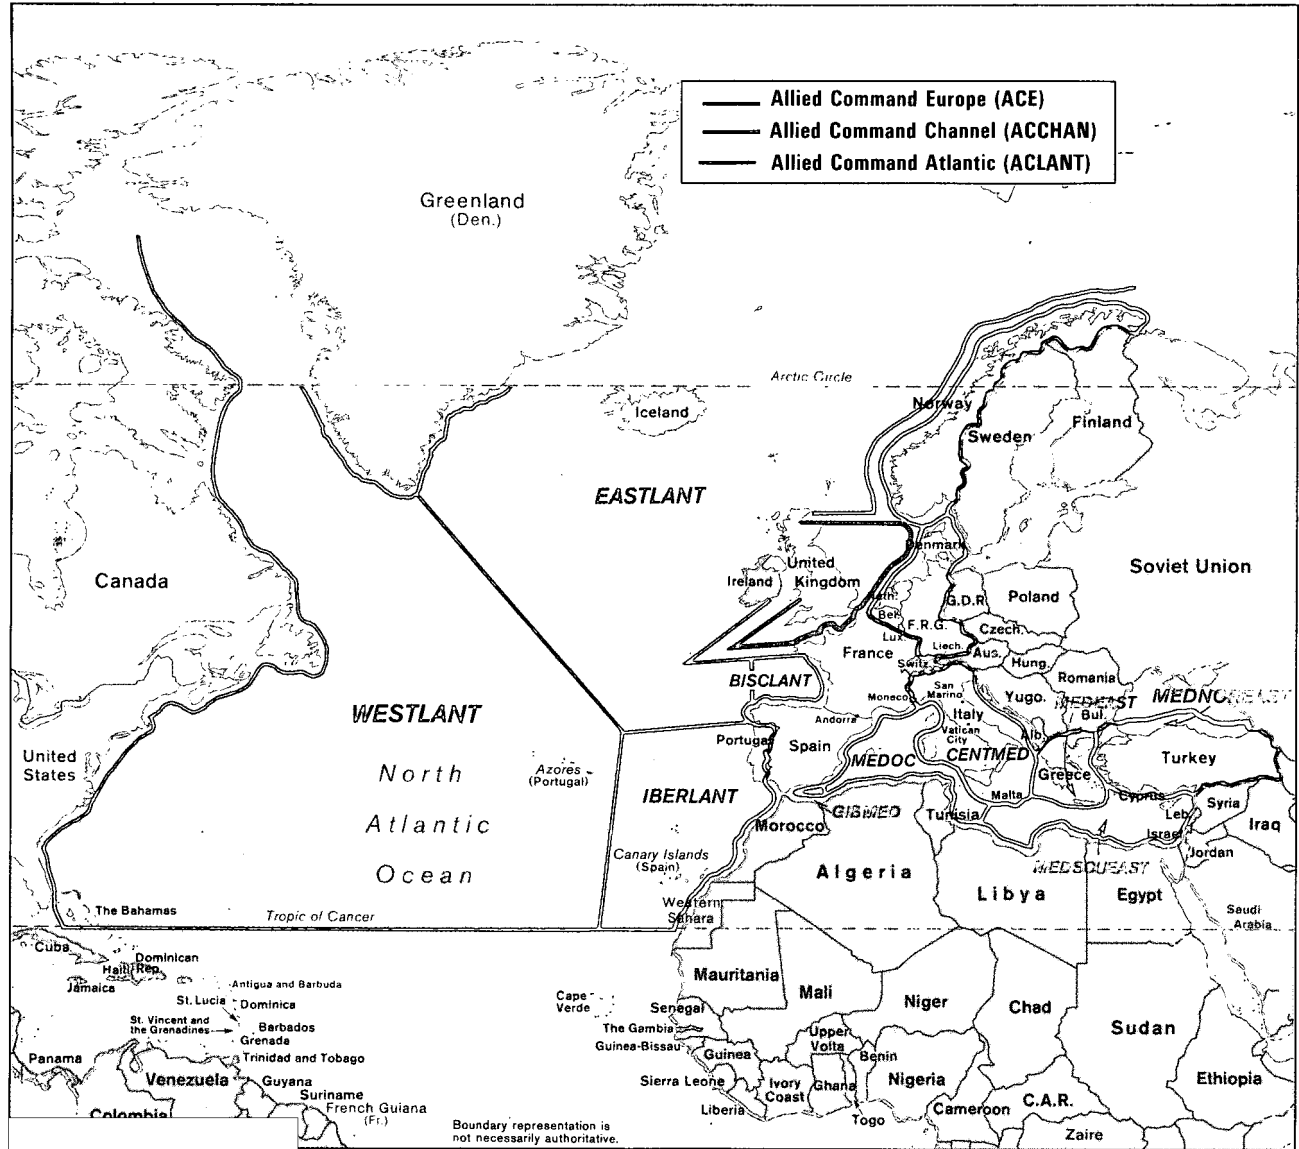 Allied Command Europe (ACE)
Allied Command Channel (ACCHAN)
Allied Command Atlantic (ACLANT)
Greenland
(Den.)
Arctic Circle
Iceland
Norway
Sweden
Finland
EASTLANT
Denmark
United
Kingdom
Ireland
Soviet Union
Canada
Neth.
Bel.
G.D.R.
Poland
F.R.G.
Lux.
Czech.
France
Liech.
Aus.
Switz.
Hung.
Romania
BISCLANT
Moneco
San
Marino
Yugo.
MEDEAST
MEDNOREAST
Bul.
WESTLANT
Andorra
Italy
Vatican
City
Alb.
Portugal
Spain
MEDOC
CENTMED
Greece
Turkey
United
States
North
Azores
(Portugal)
IBERLANT
Malta
Cyprus
Syria
Leb.
Iraq
Israel
Jordan
GIBMED
Tunisia
Morocco
Atlantic
Canary Islands
(Spain)
Algeria
Libya
MEDSOUEAST
Egypt
Ocean
Western
Sahara
Saudi
Arabia
The Bahamas
Tropic of Cancer
Cuba
Haiti
Dominican
Rep.
Jamaica
Antigua and Barbuda
St. Lucia
Dominica
St. Vincent and
the Grenadines
Barbados
Grenada
Trinidad and Tobago
Panama
Venezuela
Guyana
Suriname
French Guiana
(Fr.)
Colombia
Cape
Verde
Mauritania
Mali
Niger
Chad
Sudan
Senegal
The Gambia
Guinea-Bissau
Guinea
Upper
Volta
Benin
Sierra Leone
Ivory
Coast
Ghana
Nigeria
Ethiopia
Liberia
Togo
Cameroon
C.A.R.
Zaire
Boundary representation is
not necessarily authoritative.